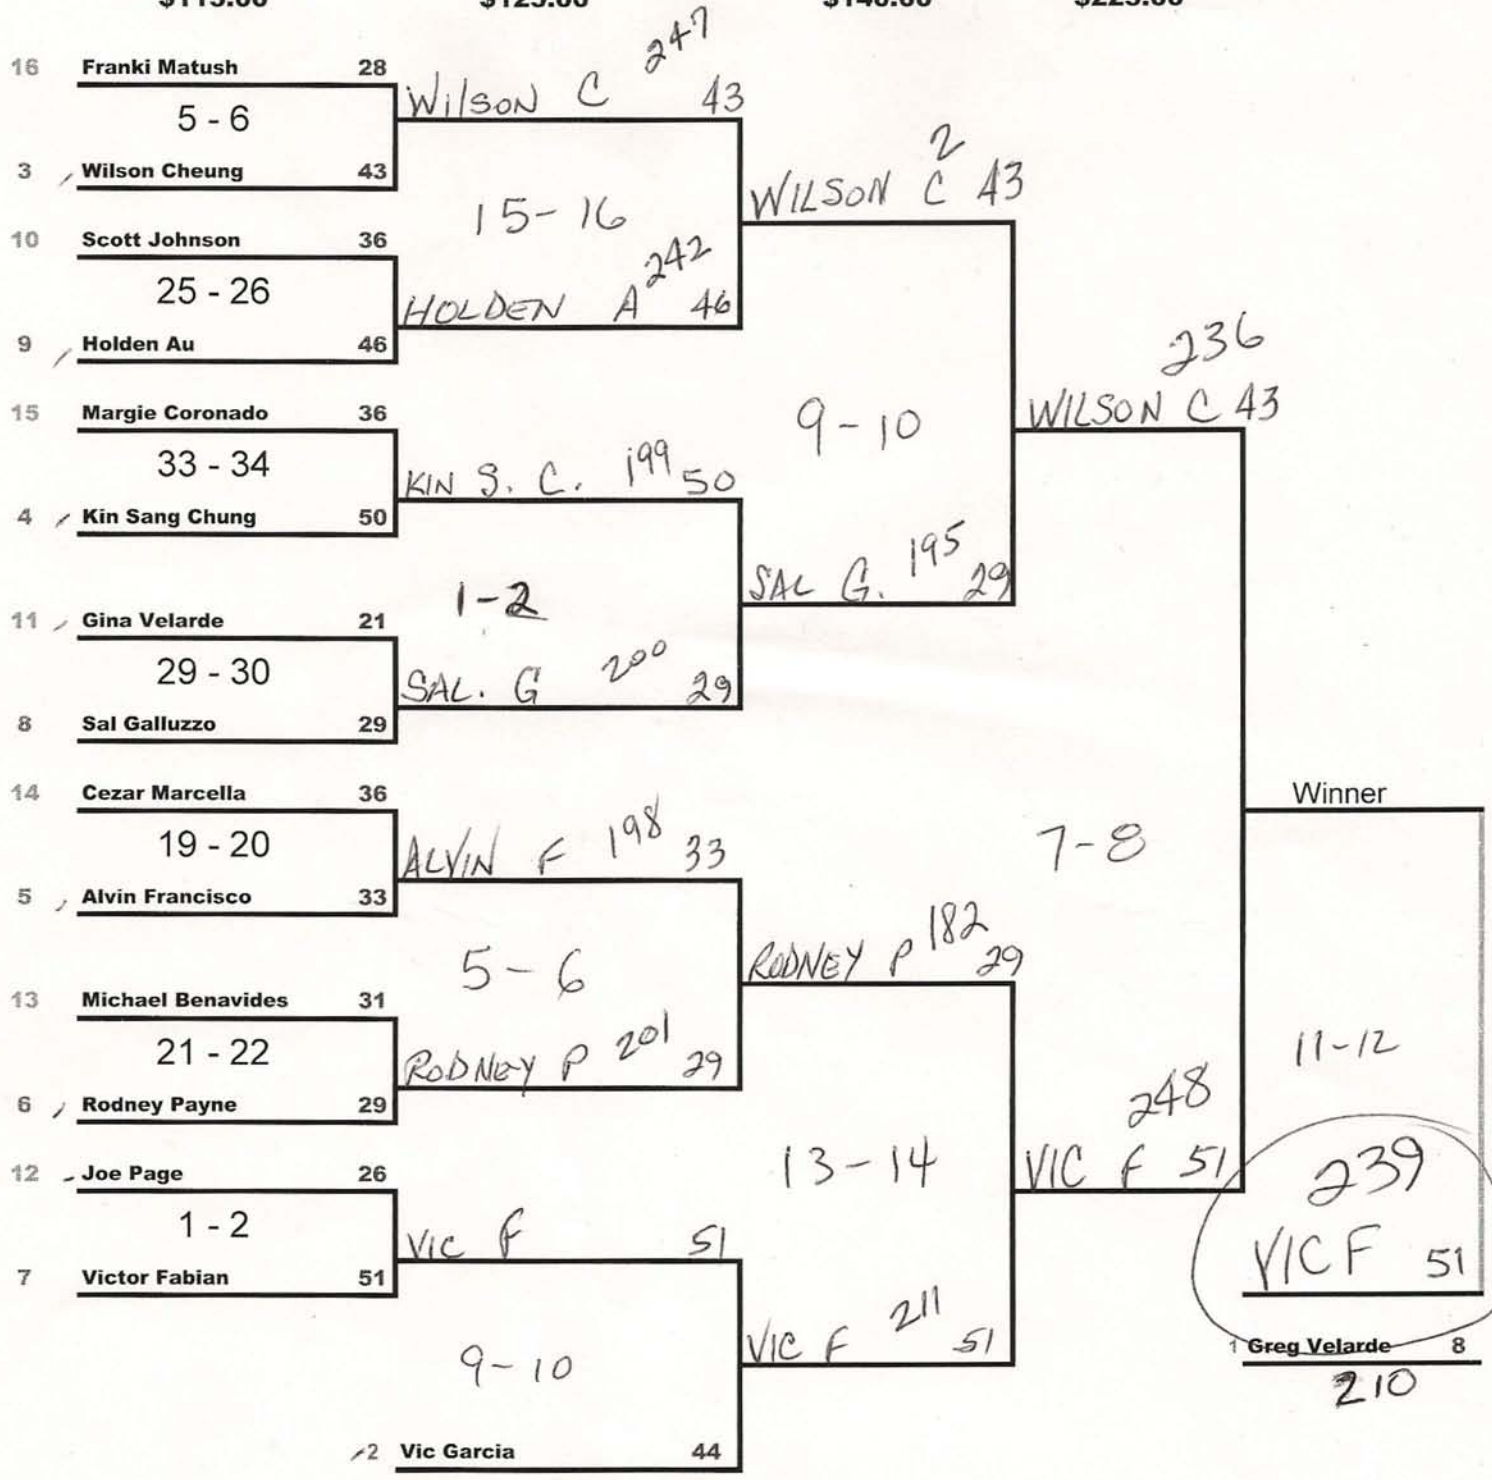 247
16 Franki Matush 28
Wilson C 43
5 - 6
2
3 Wilson Cheung 43
WILSON C 43
15-16
10 Scott Johnson 36
242
25 - 26
HOLDEN A 46
236
9 Holden Au 46
15 Margie Coronado 36
WILSON C 43
9-10
33 - 34
KIN S. C. 199 50
4 Kin Sang Chung 50
195
SAL G. 29
1-2
11 Gina Velarde 21
29 - 30
SAL. G 200 29
8 Sal Galluzzo 29
14 Cezar Marcella 36
Winner
19 - 20
ALVIN F 198 33
7-8
5 Alvin Francisco 33
RODNEY P 182 29
5-6
13 Michael Benavides 31
21 - 22
RODNEY P 201 29
11-12
6 Rodney Payne 29
248
13-14
VIC F 51
12 Joe Page 26
239
1 - 2
VIC F 51
VIC F 51
7 Victor Fabian 51
211
VIC F 51
1 Greg Velarde 8
9-10
210
2 Vic Garcia 44